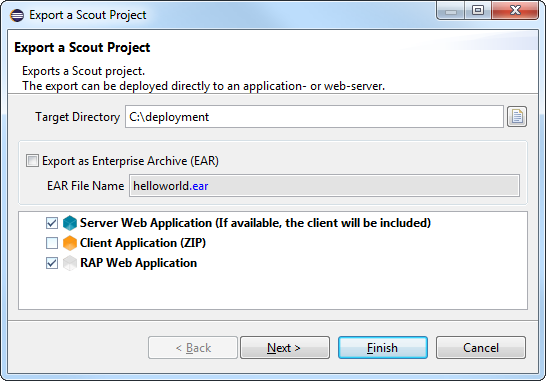 Export a Scout Project
Export a Scout Project
Exports a Scout project.
The export can be deployed directly to an application- or web-server.
Target Directory C:\deployment
Export as Enterprise Archive (EAR)
EAR File Name helloworld.ear
Server Web Application (If available, the client will be included)
Client Application (ZIP)
RAP Web Application
< Back Next > Finish Cancel